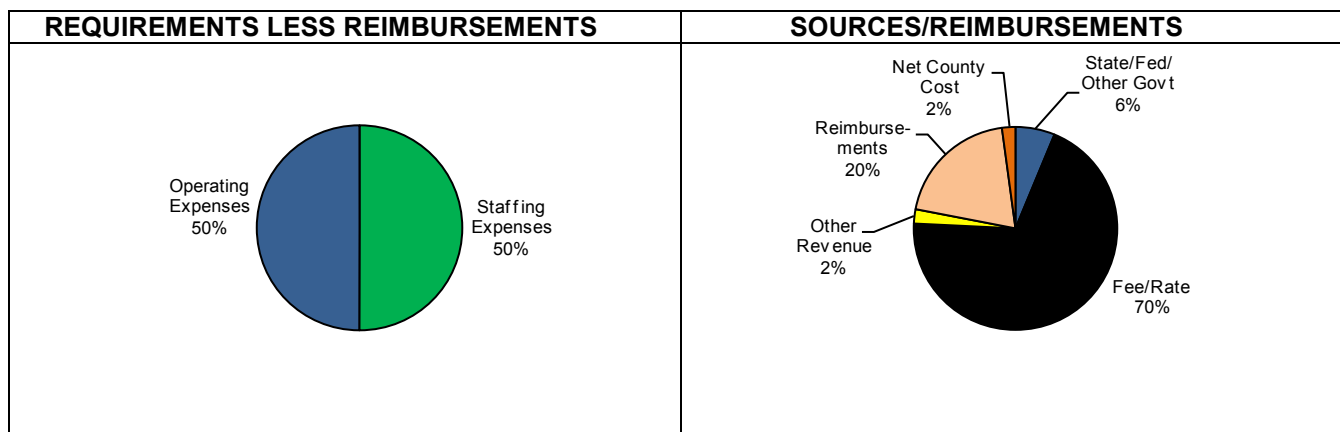 REQUIREMENTS LESS REIMBURSEMENTS
Operating
Expenses
50%
Staffing
Expenses
50%
SOURCES/REIMBURSEMENTS
Net County
Cost
2%
State/Fed/
Other Govt
6%
Reimburse-
ments
20%
Other
Revenue
2%
Fee/Rate
70%